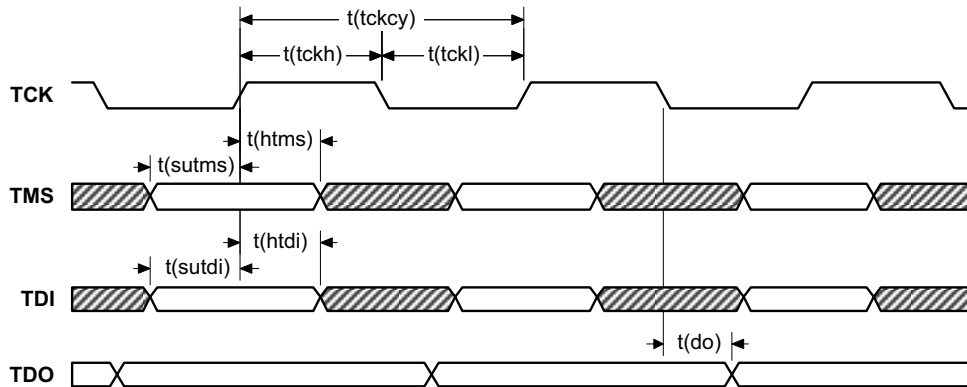 t(tckcy)
t(tckh)
t(tckl)
TCK
t(htms)
t(sutms)
TMS
t(htdi)
t(sutdi)
TDI
t(do)
TDO